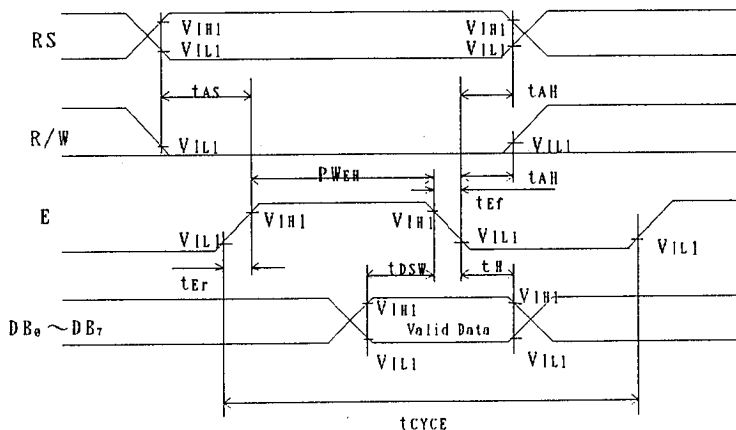 RS
VIH1
VIL1
VIH1
VIL1
tAS
tAH
R/W
VIL1
VIL1
PWEH
tAH
tEf
E
VIL1
VIH1
VIH1
VIL1
VIL1
tEr
tDSW
tH
DB0～DB7
VIH1
Valid Data
VIH1
VIL1
VIL1
tCYCE